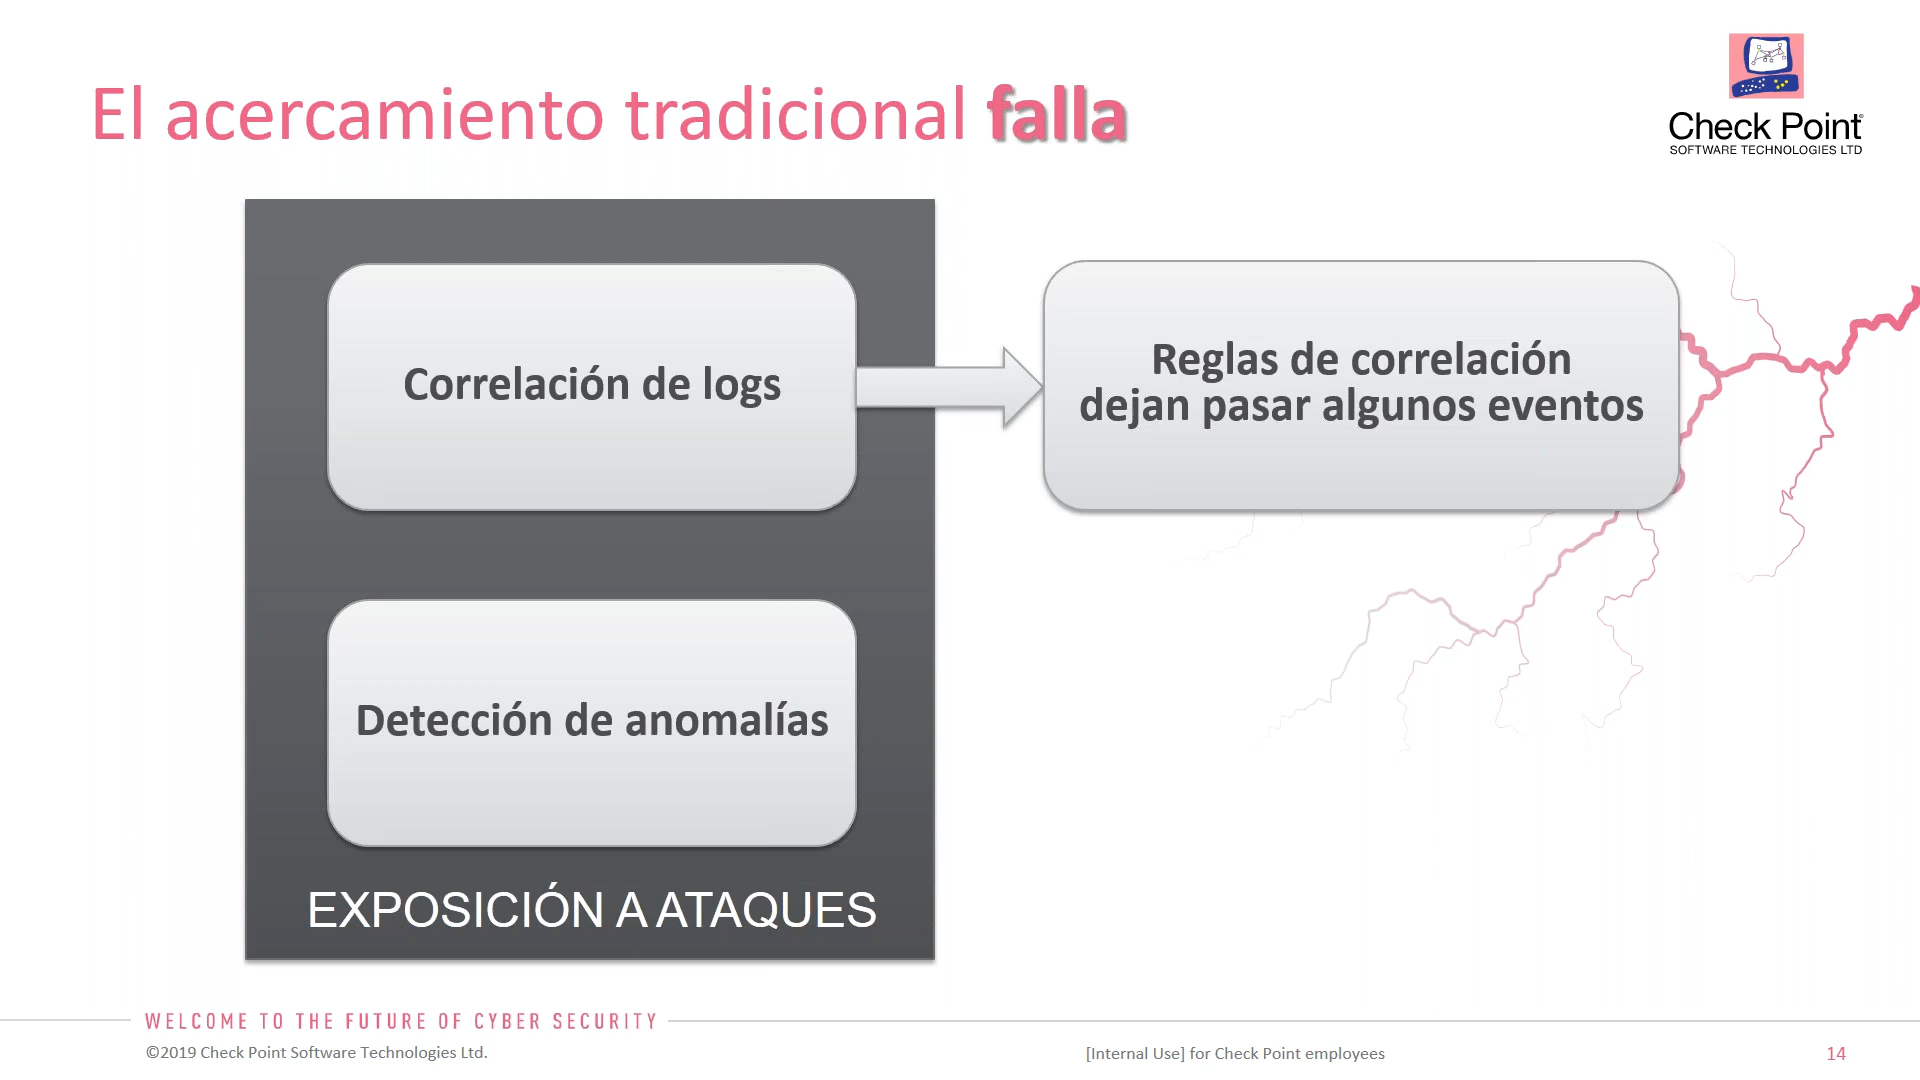 El acercamiento tradicional falla
Check Point
SOFTWARE TECHNOLOGIES LTD
Correlación de logs
Reglas de correlación
dejan pasar algunos eventos
Detección de anomalías
EXPOSICIÓN A ATAQUES
WELCOME TO THE FUTURE OF CYBER SECURITY
©2019 Check Point Software Technologies Ltd.
[Internal Use] for Check Point employees
14